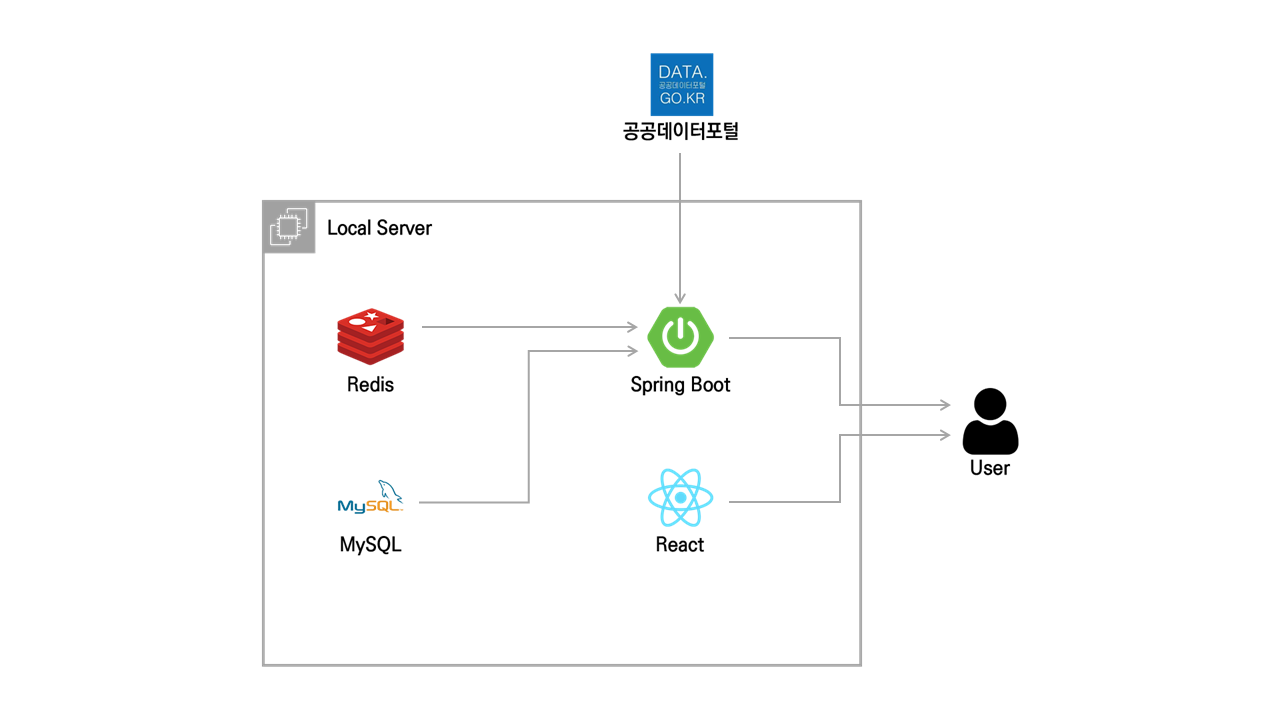 DATA.
공공데이터포털
GO.KR
공공데이터포털
Local Server
Redis
Spring Boot
User
MySQL
MySQL
React